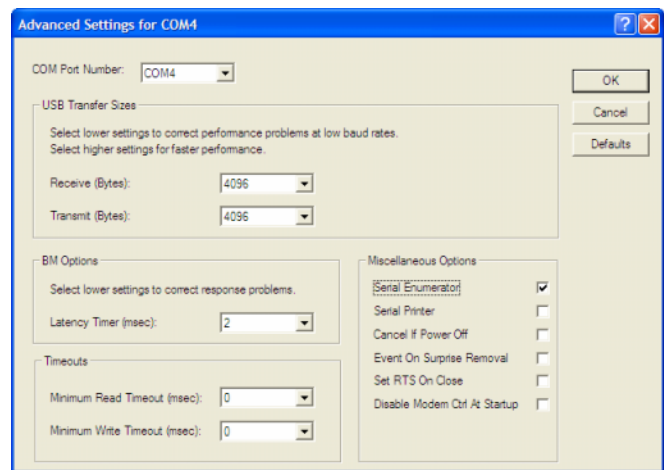 Advanced Settings for COM4
COM Port Number: COM4
OK
Cancel
Defaults
USB Transfer Sizes
Select lower settings to correct performance problems at low baud rates.
Select higher settings for faster performance.
Receive (Bytes): 4096
Transmit (Bytes): 4096
BM Options
Select lower settings to correct response problems.
Latency Timer (msec): 2
Timeouts
Minimum Read Timeout (msec): 0
Minimum Write Timeout (msec): 0
Miscellaneous Options
Serial Enumerator
Serial Printer
Cancel If Power Off
Event On Surprise Removal
Set RTS On Close
Disable Modem Ctrl At Startup